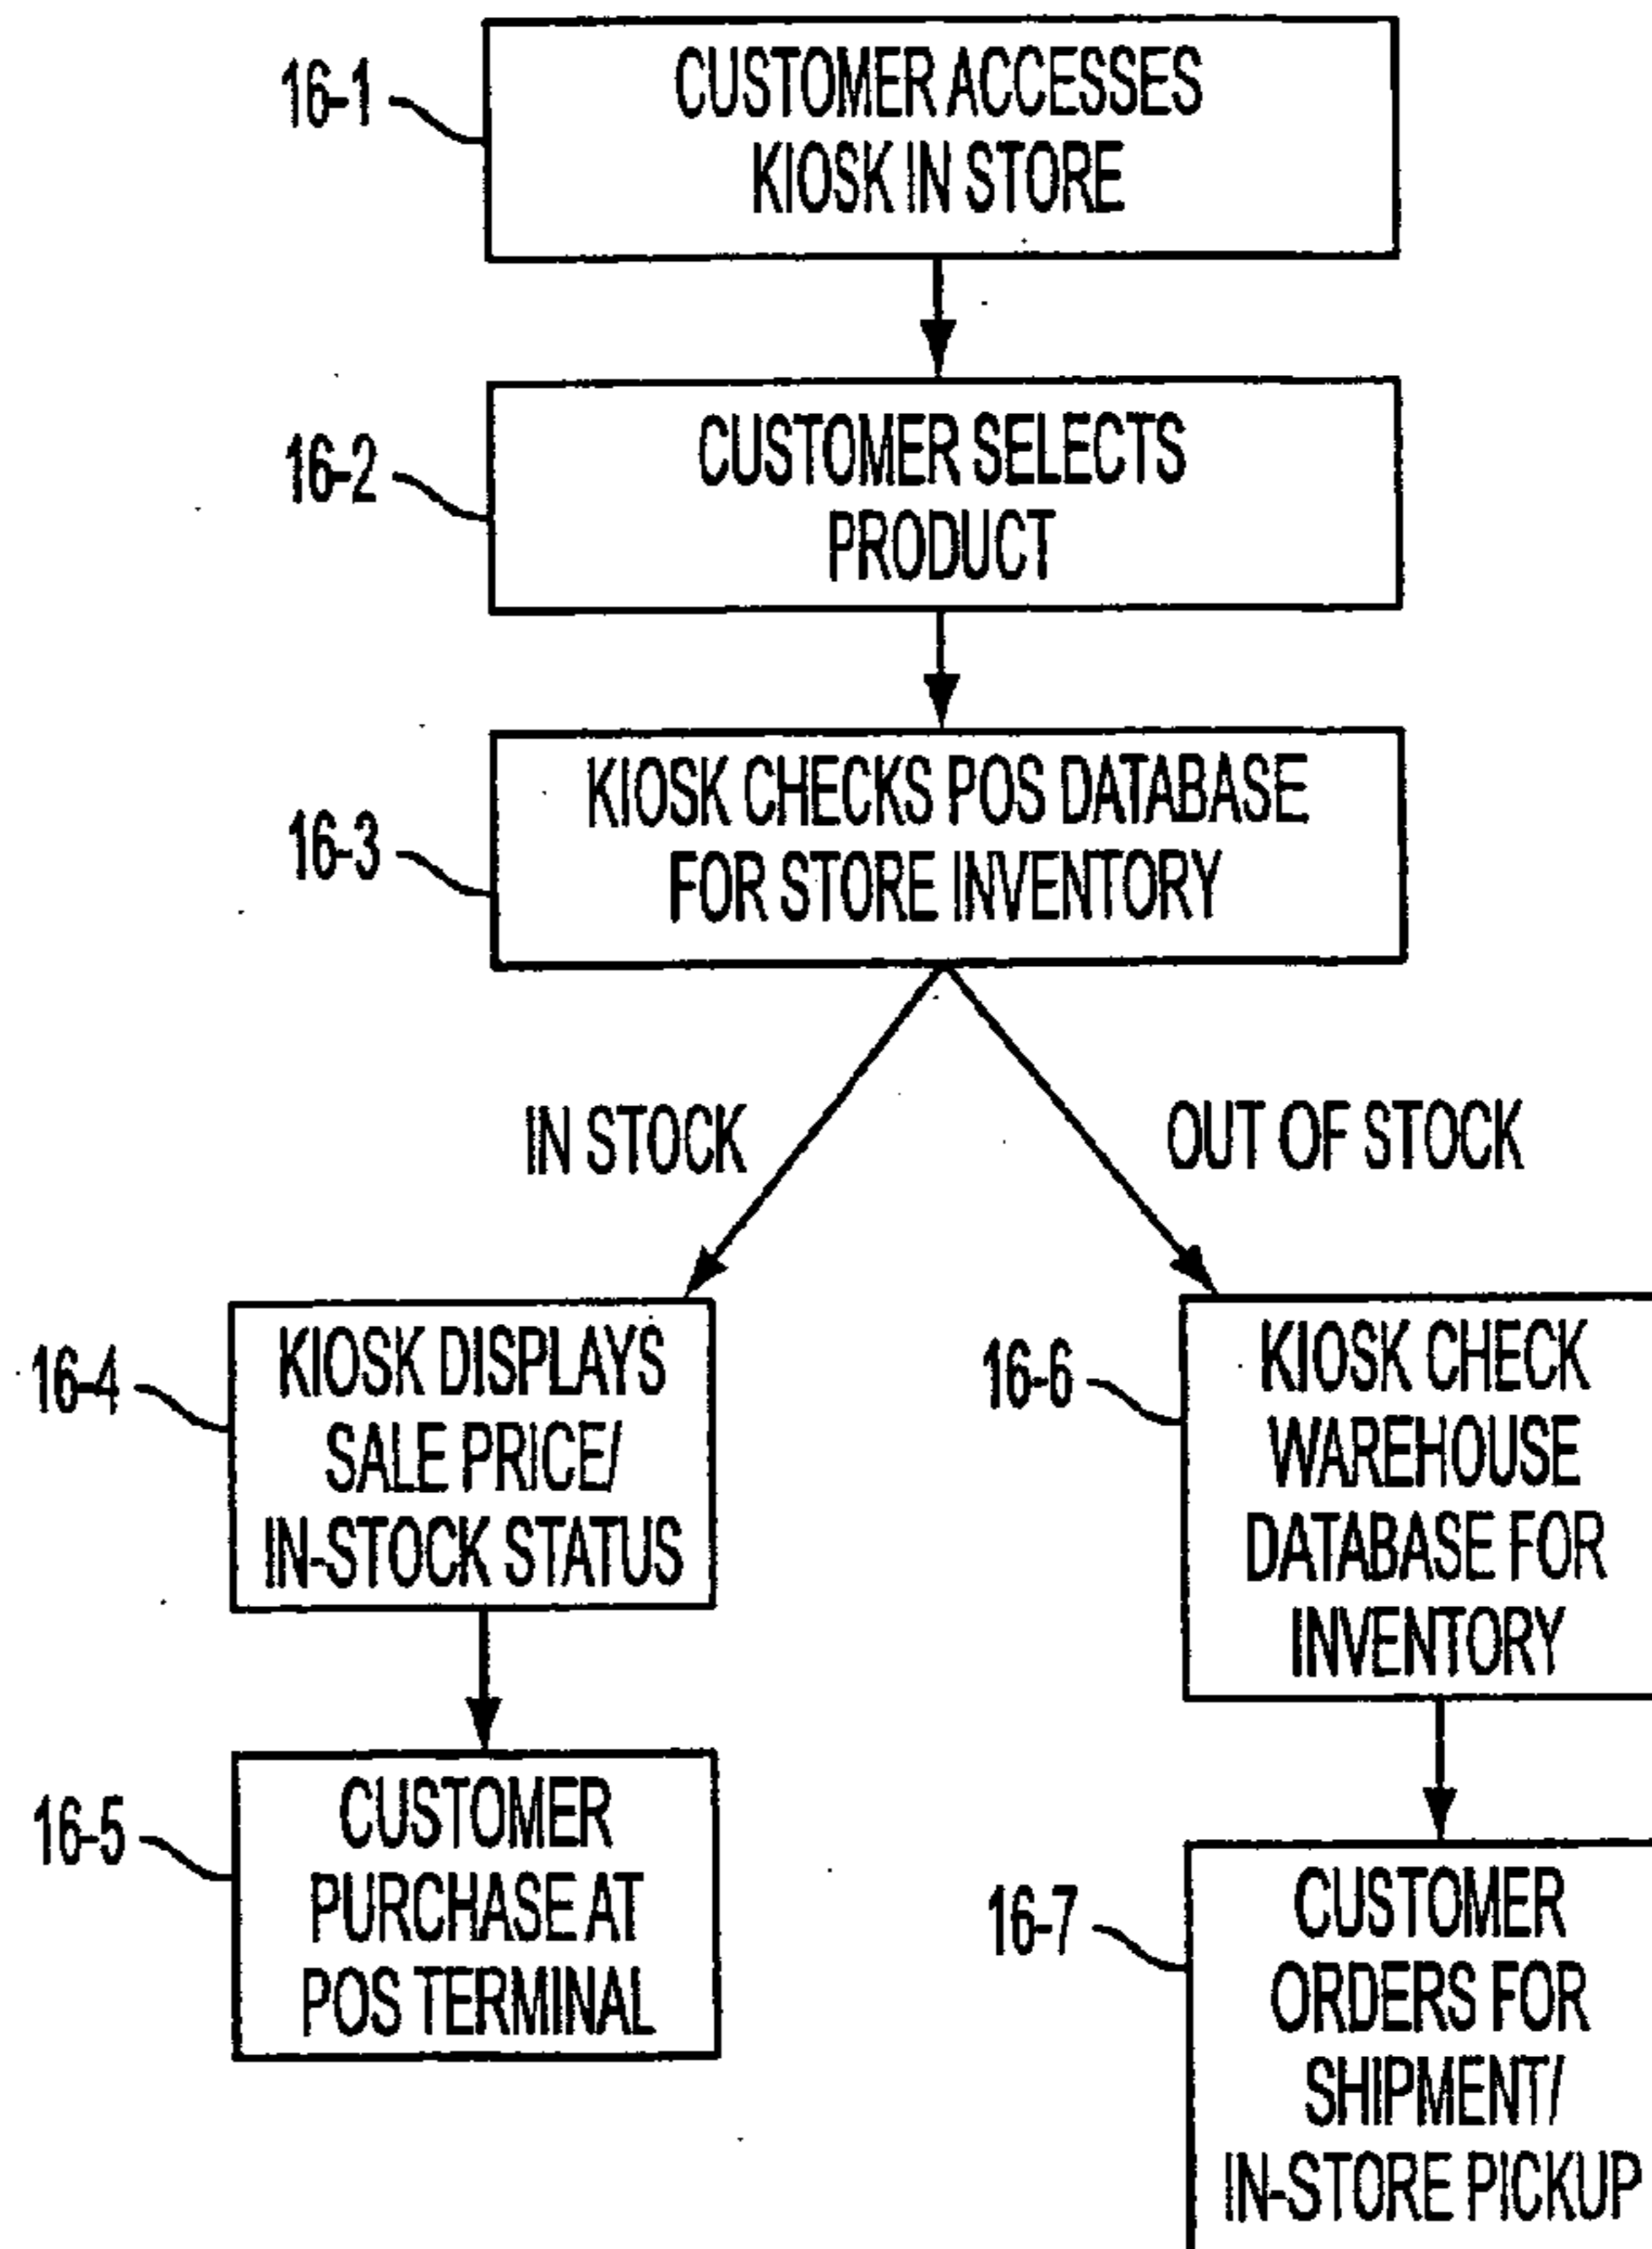 16-1
CUSTOMER ACCESSES
KIOSK IN STORE
16-2
CUSTOMER SELECTS
PRODUCT
16-3
KIOSK CHECKS POS DATABASE
FOR STORE INVENTORY
IN STOCK
OUT OF STOCK
16-4
KIOSK DISPLAYS
SALE PRICE/
IN-STOCK STATUS
16-6
KIOSK CHECK
WAREHOUSE
DATABASE FOR
INVENTORY
16-5
CUSTOMER
PURCHASE AT
POS TERMINAL
16-7
CUSTOMER
ORDERS FOR
SHIPMENT/
IN-STORE PICKUP